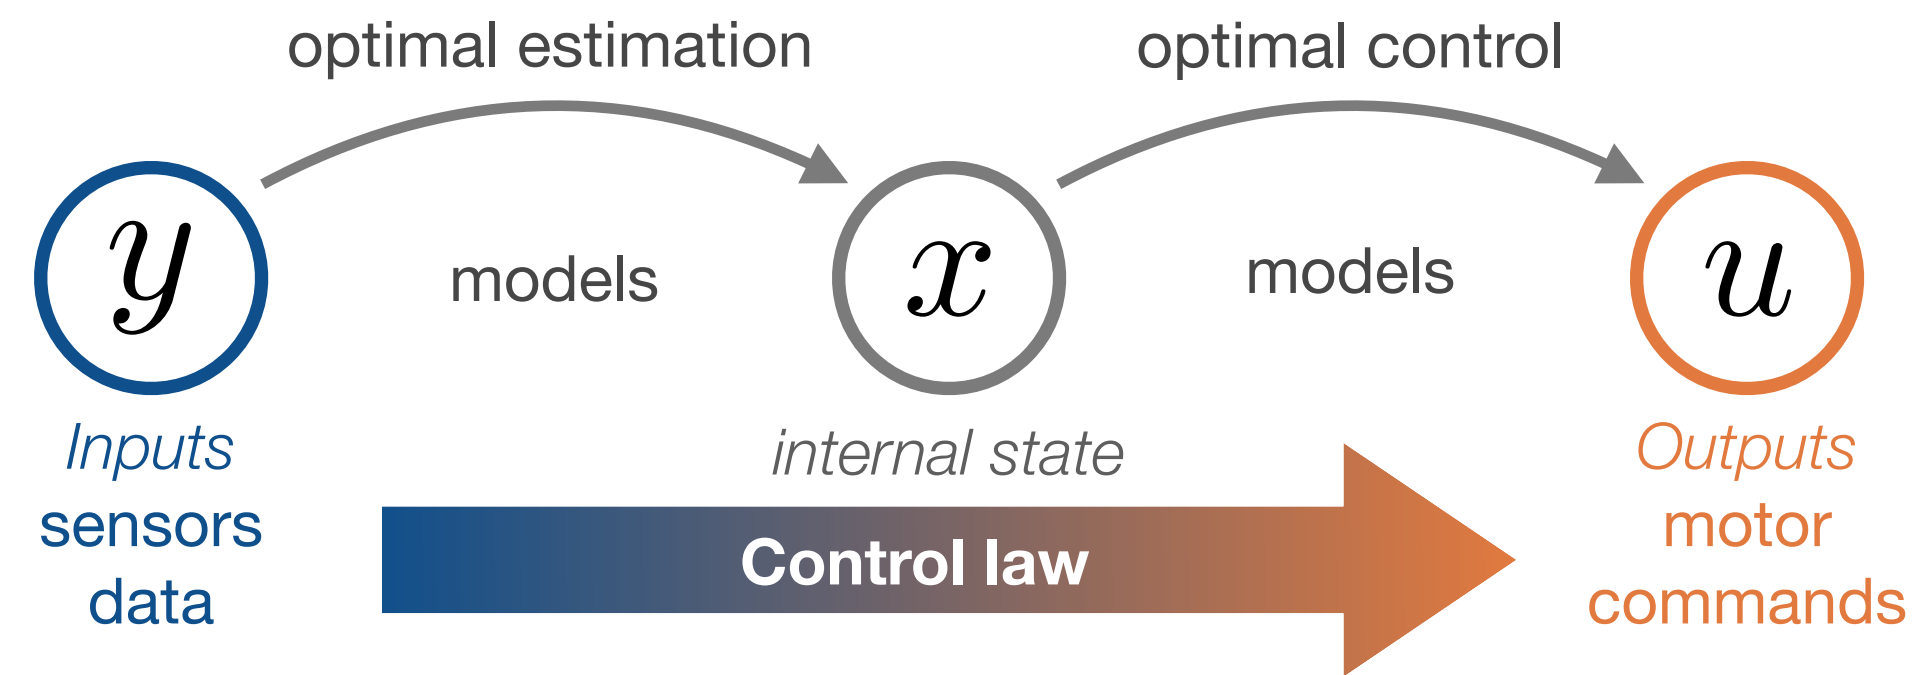 optimal estimation
optimal control
y
models
x
models
u
Inputs
sensors
data
internal state
Control law
Outputs
motor
commands